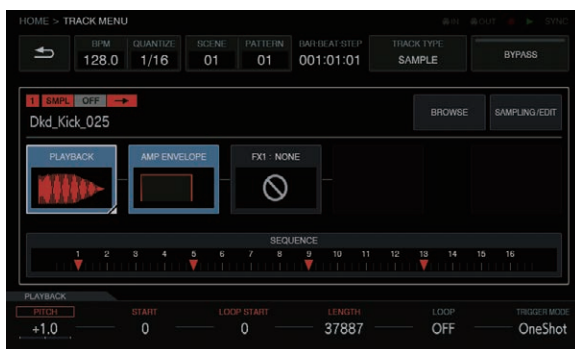 HOME > TRACK MENU IN OUT SYNC
BPM QUANTIZE SCENE PATTERN BAR:BEAT:STEP TRACK TYPE
128.0 1/16 01 01 001:01:01 SAMPLE BYPASS
1 SMPL OFF
Dkd_Kick_025 BROWSE SAMPLING/EDIT
PLAYBACK AMP ENVELOPE FX1 : NONE
SEQUENCE
1 2 3 4 5 6 7 8 9 10 11 12 13 14 15 16
PLAYBACK
PITCH START LOOP START LENGTH LOOP TRIGGER MODE
+1.0 0 0 37887 OFF OneShot